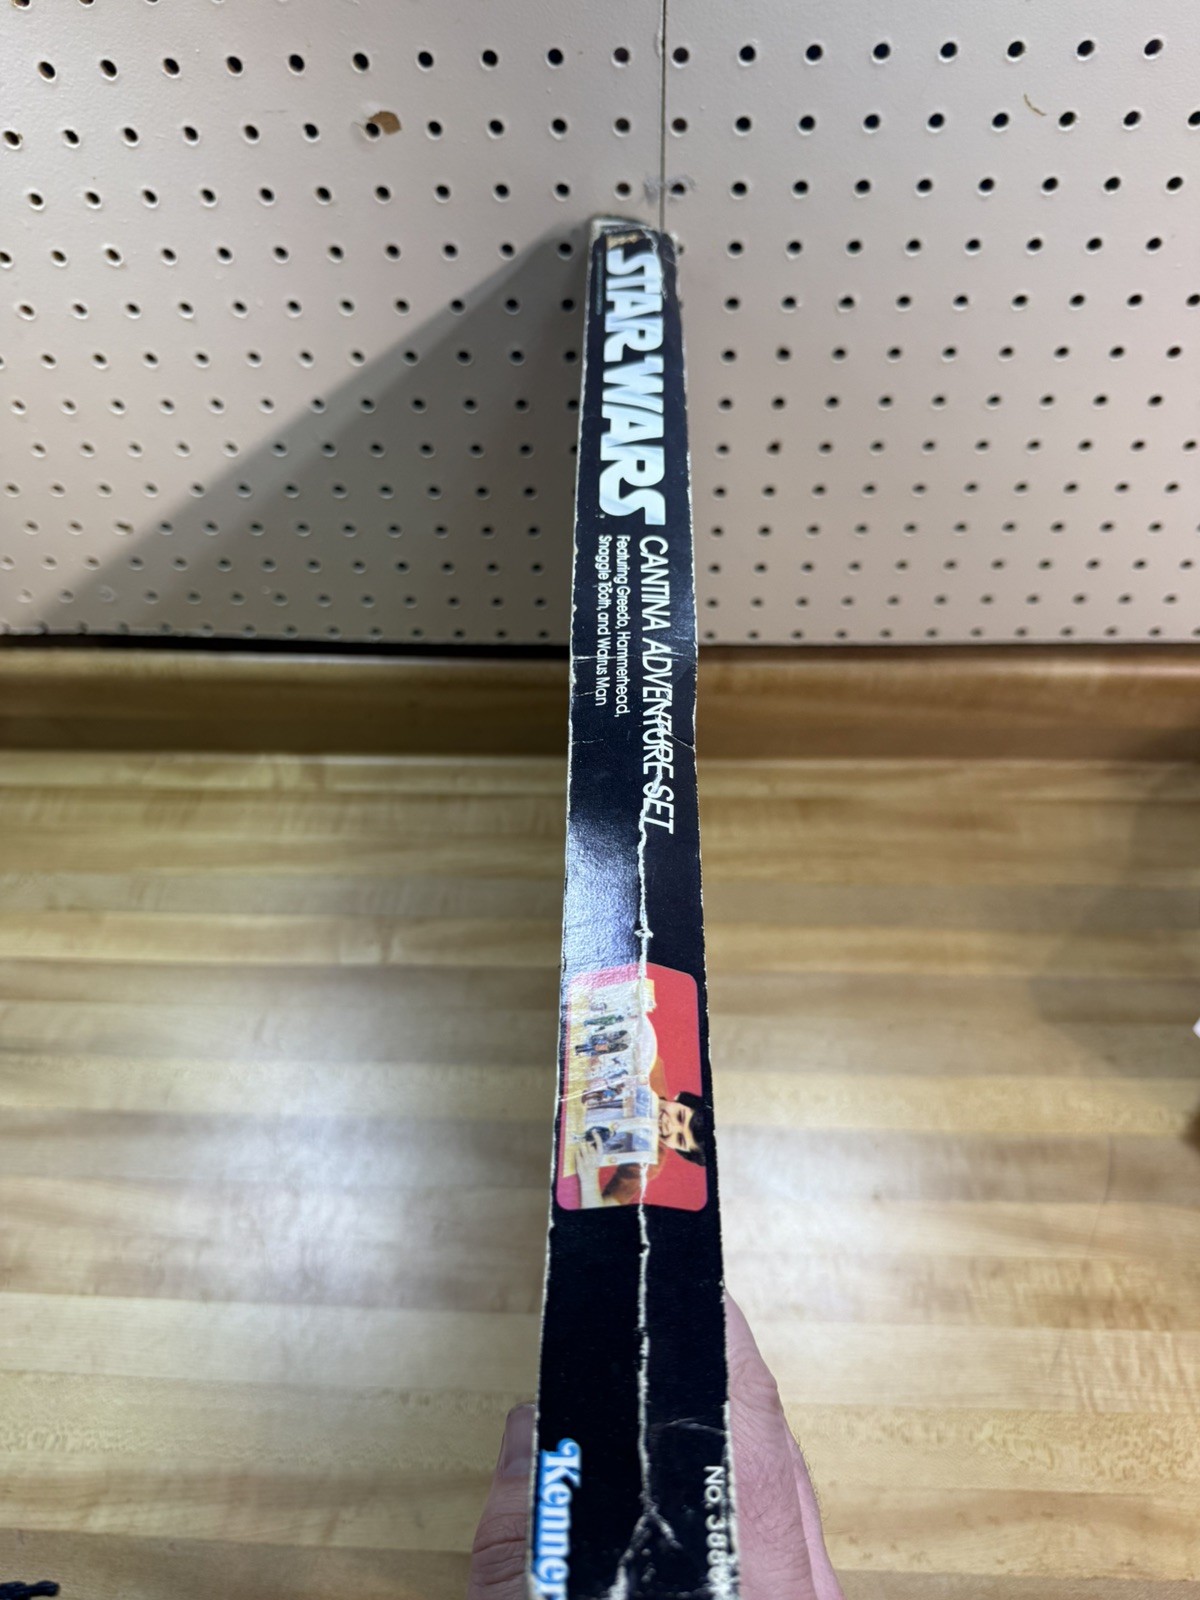 STAR WARS
CANTINA ADVENTURE SET
Featuring Greedo, Hammerhead,
Snaggle Tooth, and Walrus Man
Kenner
No.